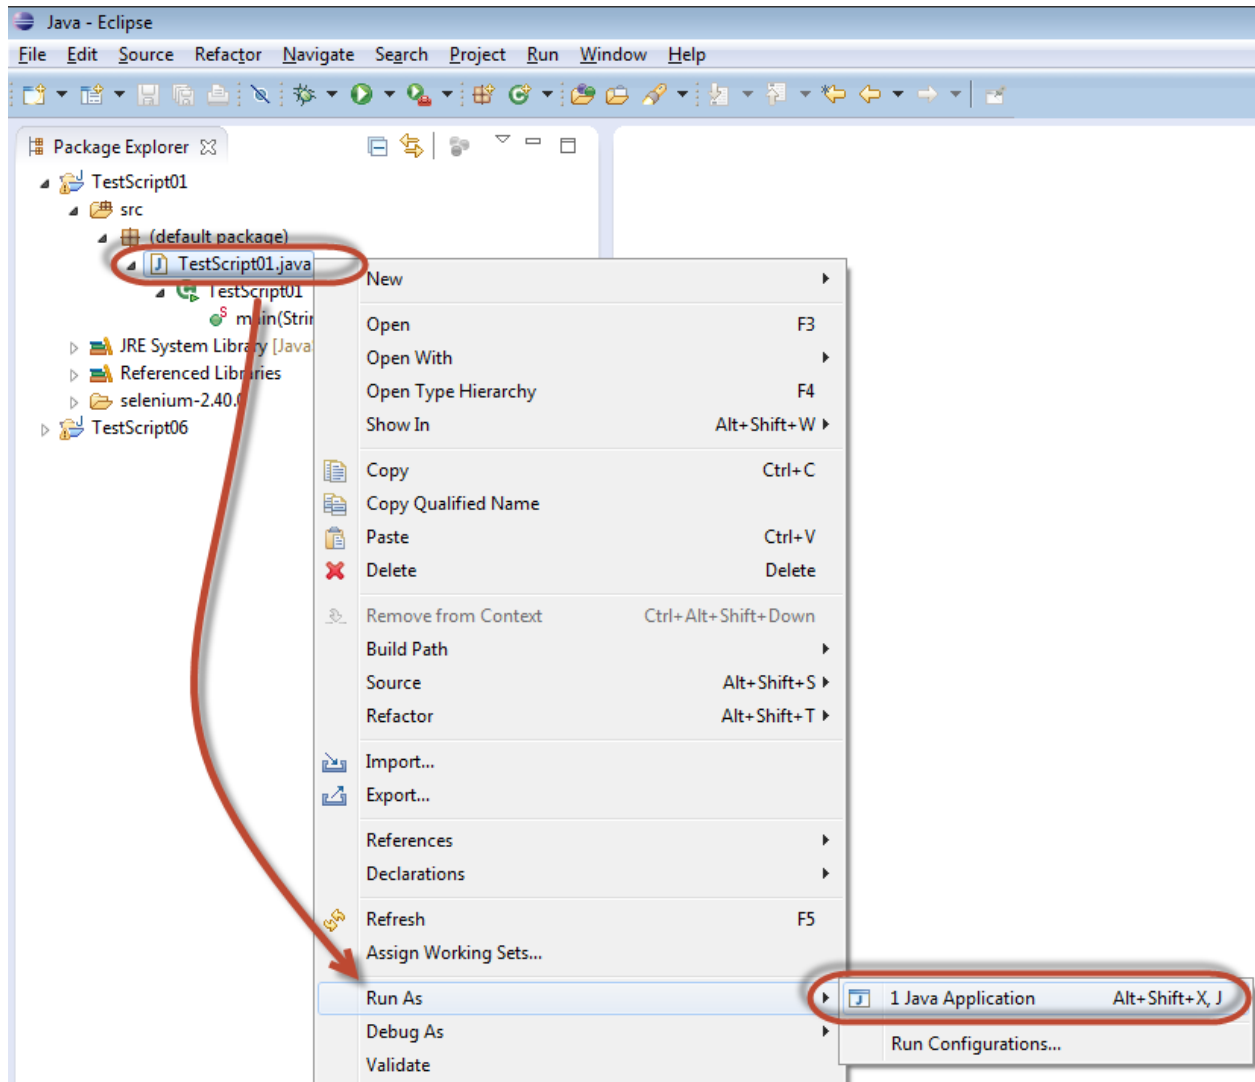 Java - Eclipse
File Edit Source Refactor Navigate Search Project Run Window Help
Package Explorer
TestScript01
src
(default package)
TestScript01.java
TestScript01
main(Strin
JRE System Library [Java
Referenced Libraries
selenium-2.40.0
TestScript06
New
Open F3
Open With
Open Type Hierarchy F4
Show In Alt+Shift+W
Copy Ctrl+C
Copy Qualified Name
Paste Ctrl+V
Delete Delete
Remove from Context Ctrl+Alt+Shift+Down
Build Path
Source Alt+Shift+S
Refactor Alt+Shift+T
Import...
Export...
References
Declarations
Refresh F5
Assign Working Sets...
Run As
1 Java Application Alt+Shift+X, J
Debug As
Run Configurations...
Validate